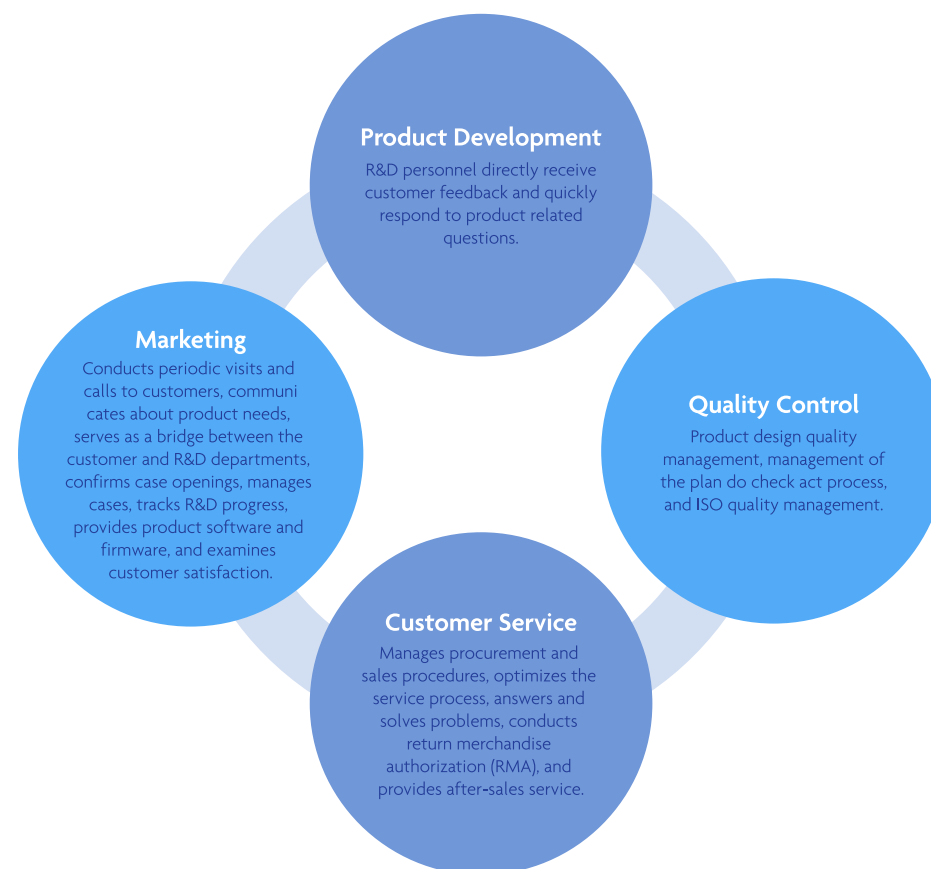 Product Development
R&D personnel directly receive
customer feedback and quickly
respond to product related
questions.
Marketing
Conducts periodic visits and
calls to customers, communi
cates about product needs,
serves as a bridge between the
customer and R&D departments,
confirms case openings, manages
cases, tracks R&D progress,
provides product software and
firmware, and examines
customer satisfaction.
Quality Control
Product design quality
management, management of
the plan do check act process,
and ISO quality management.
Customer Service
Manages procurement and
sales procedures, optimizes the
service process, answers and
solves problems, conducts
return merchandise
authorization (RMA), and
provides after-sales service.